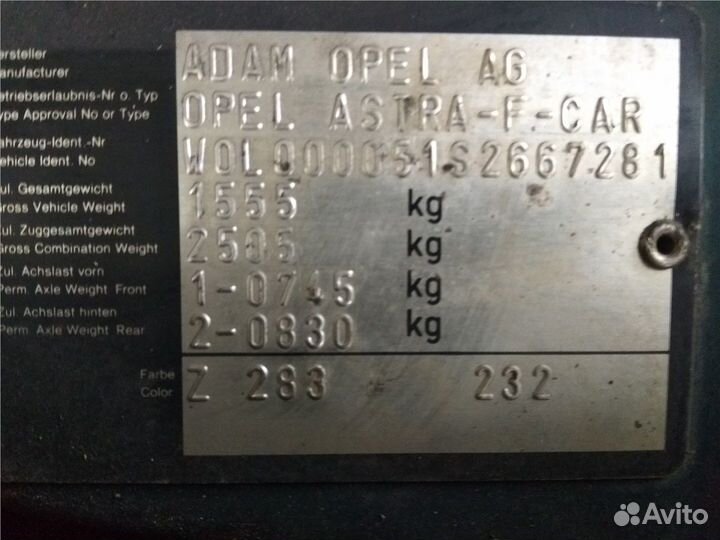 ersteller ADAM OPEL AG
anufacturer
etriebserlaubnis-Nr o. Typ OPEL ASTRA-F-CAR
ype Approval No or Type
ahrzeug-Ident.-Nr W0L000051S2667281
ehicle Ident. No
ul. Gesamtgewicht 1555 kg
Gross Vehicle Weight
Zul. Zuggesamtgewicht 2585 kg
Gross Combination Weight
Zul. Achslast vorn 1-0745 kg
Perm. Axle Weight Front
Zul. Achslast hinten 2-0830 kg
Perm. Axle Weight Rear
Farbe Z 283 232
Color
Avito